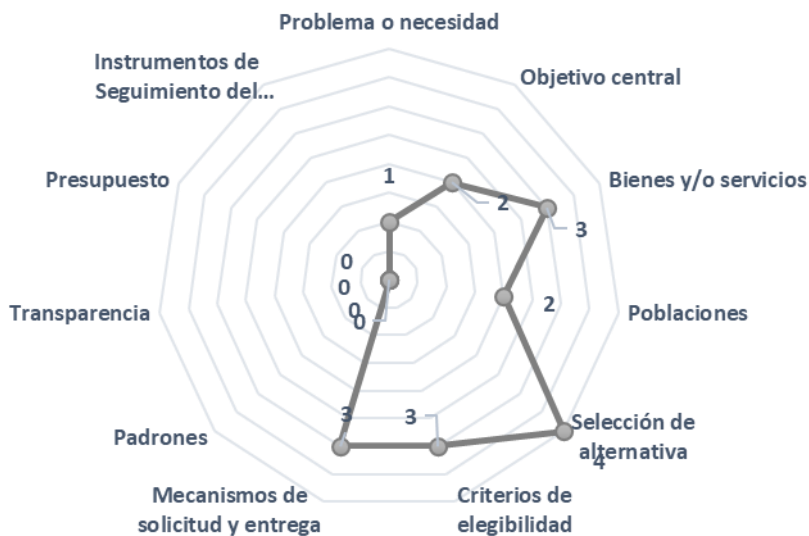 Problema o necesidad
Instrumentos de
Seguimiento del...
Objetivo central
Presupuesto
1
Bienes y/o servicios
2
3
0
0
Transparencia
0
0
2
Poblaciones
3
3
Selección de
alternativa
4
Padrones
Mecanismos de
solicitud y entrega
Criterios de
elegibilidad